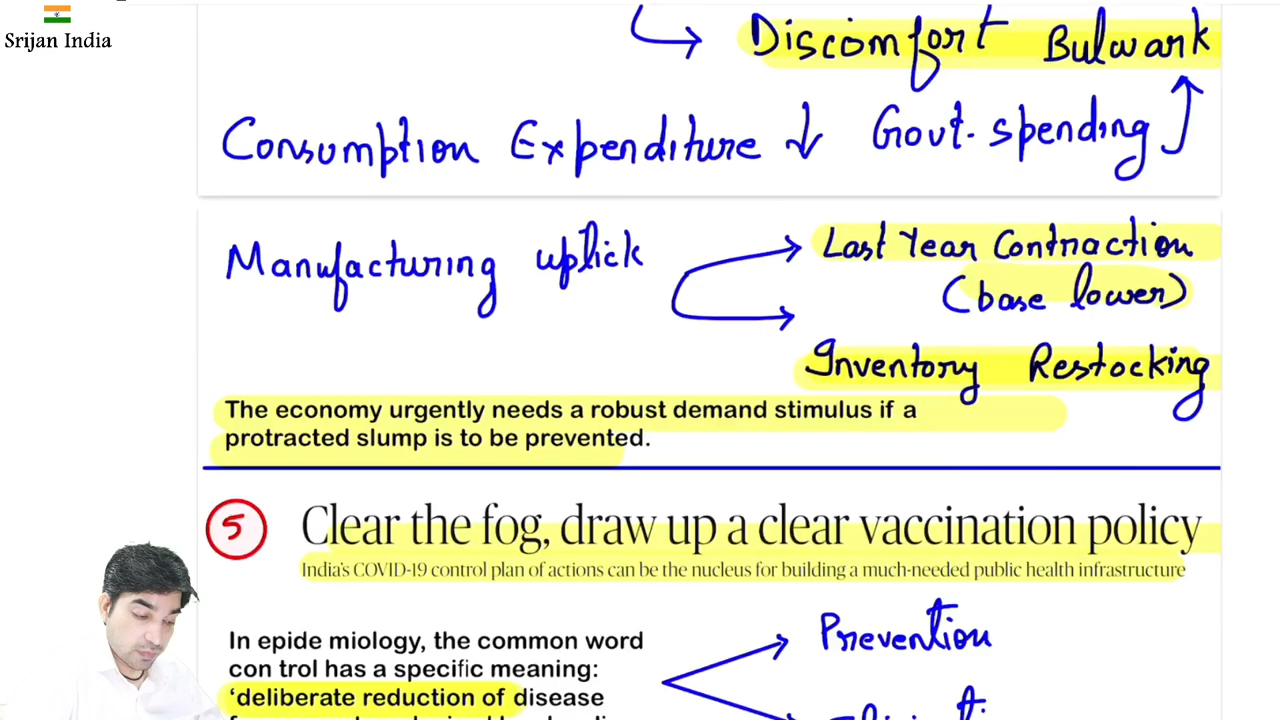 Srijan India
Discomfort Bulwark
Consumption Expenditure ↓ Govt. spending
Manufacturing uptick
Last Year Contraction
(base lower)
Inventory Restocking
The economy urgently needs a robust demand stimulus if a
protracted slump is to be prevented.
5 Clear the fog, draw up a clear vaccination policy
India's COVID-19 control plan of actions can be the nucleus for building a much-needed public health infrastructure
Prevention
In epide miology, the common word
con trol has a specific meaning:
'deliberate reduction of disease